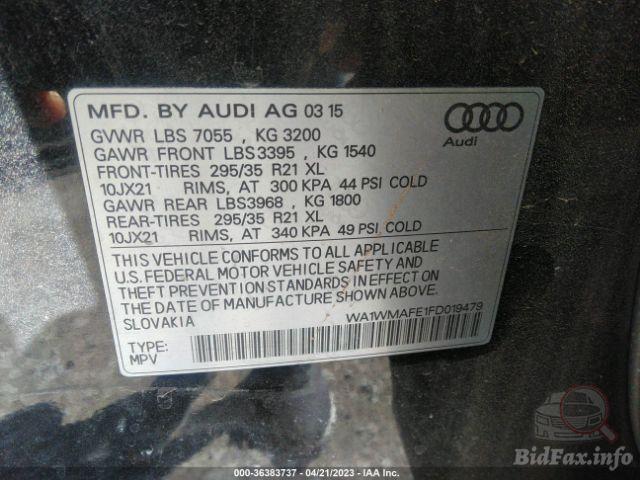 MFD. BY AUDI AG 03 15
GVWR LBS 7055 , KG 3200
GAWR FRONT LBS3395 , KG 1540
FRONT-TIRES 295/35 R21 XL
10JX21 RIMS, AT 300 KPA 44 PSI COLD
GAWR REAR LBS3968 , KG 1800
REAR-TIRES 295/35 R21 XL
10JX21 RIMS, AT 340 KPA 49 PSI COLD
THIS VEHICLE CONFORMS TO ALL APPLICABLE
U.S. FEDERAL MOTOR VEHICLE SAFETY AND
THEFT PREVENTION STANDARDS IN EFFECT ON
THE DATE OF MANUFACTURE SHOWN ABOVE.
SLOVAKIA
WA1WMAFE1FD019479
TYPE:
MPV
Audi
BidFax.info
000-36383737 - 04/21/2023 - IAA Inc.